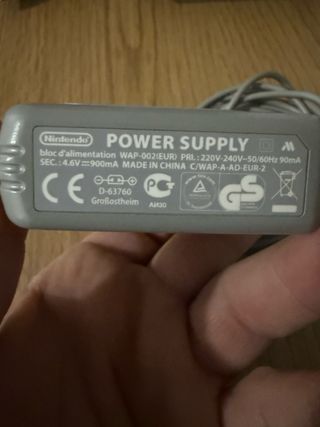 Nintendo POWER SUPPLY
bloc d'alimentation WAP-002(EUR) PRI.: 220V-240V~50/60Hz 90mA
SEC.: 4.6V⎓900mA MADE IN CHINA C/WAP-A-AD-EUR-2
CE
D-63760
Großostheim
GS